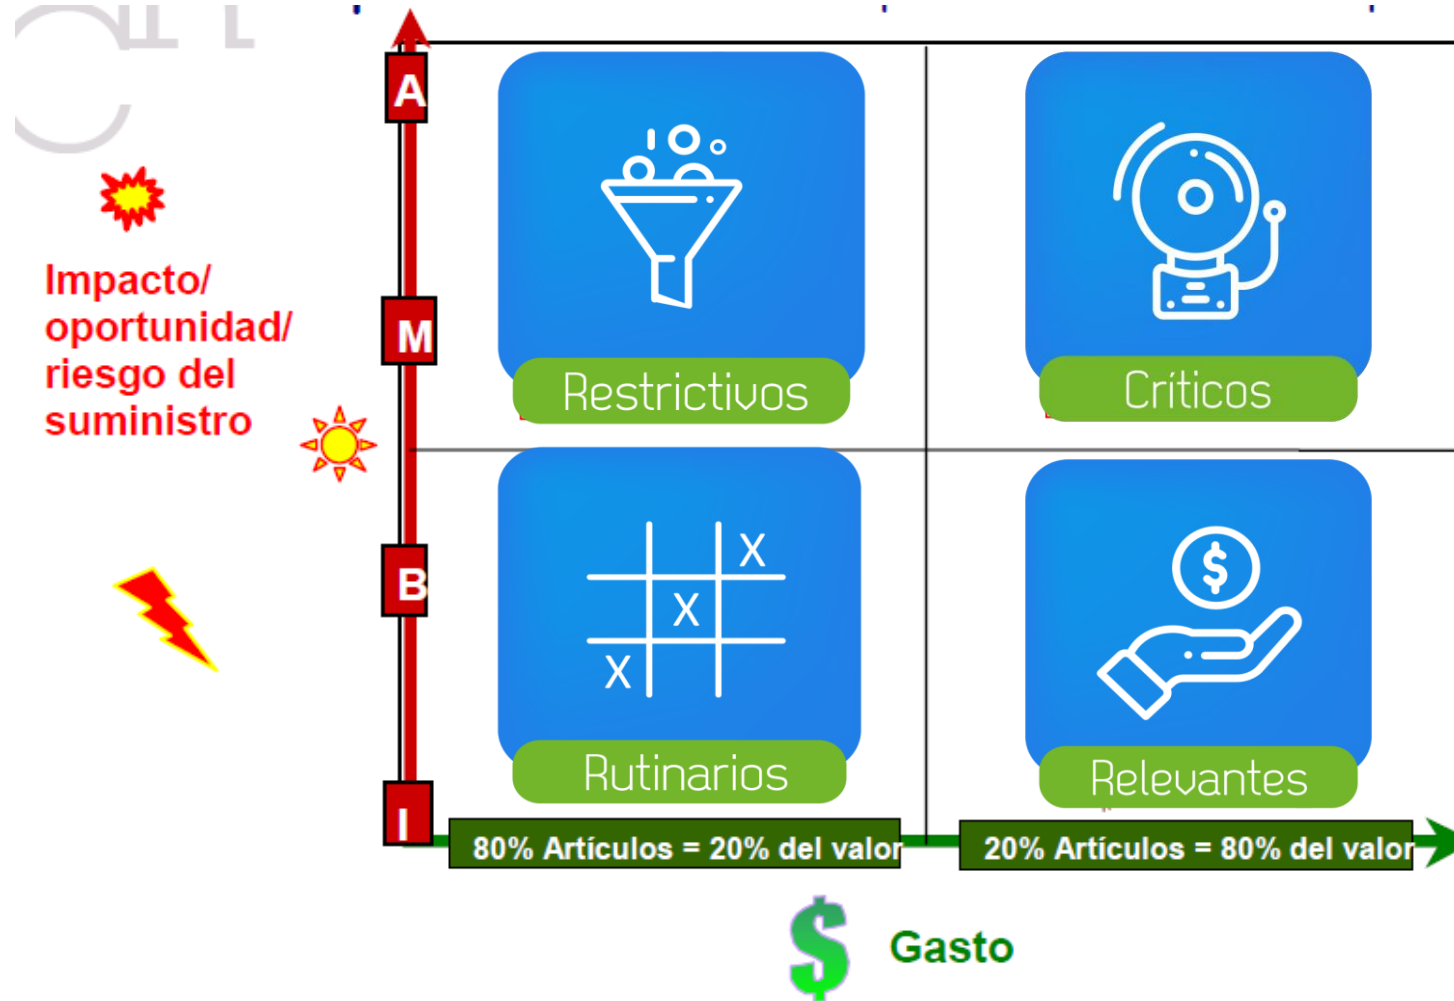 A
Impacto/
oportunidad/
riesgo del
suministro
M
B
I
Restrictivos
Críticos
X
X
X
$
Rutinarios
Relevantes
80% Artículos = 20% del valor
20% Artículos = 80% del valor
$
Gasto